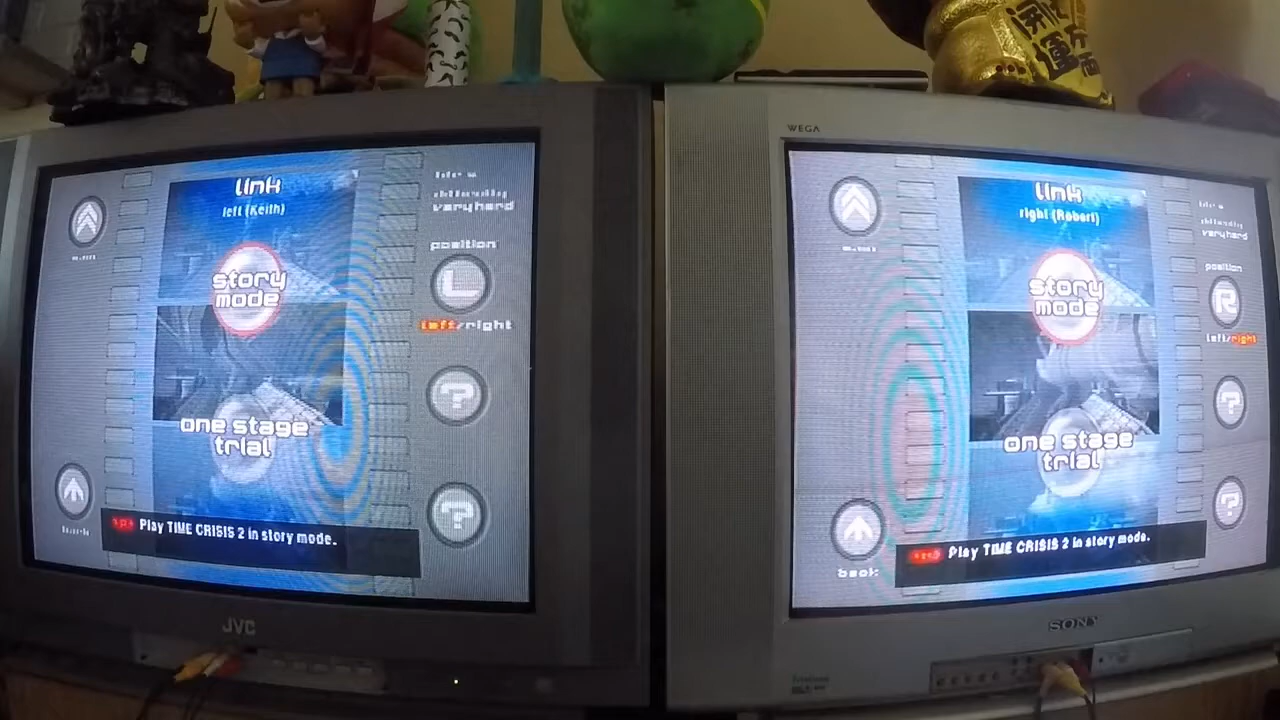 link
left (Keith)
very hard
position
L
left/right
story
mode
?
one stage
trial
?
Play TIME CRISIS 2 in story mode.
JVC
WEGA
link
right (Robert)
very hard
position
R
left/right
story
mode
?
one stage
trial
?
back
Play TIME CRISIS 2 in story mode.
SONY